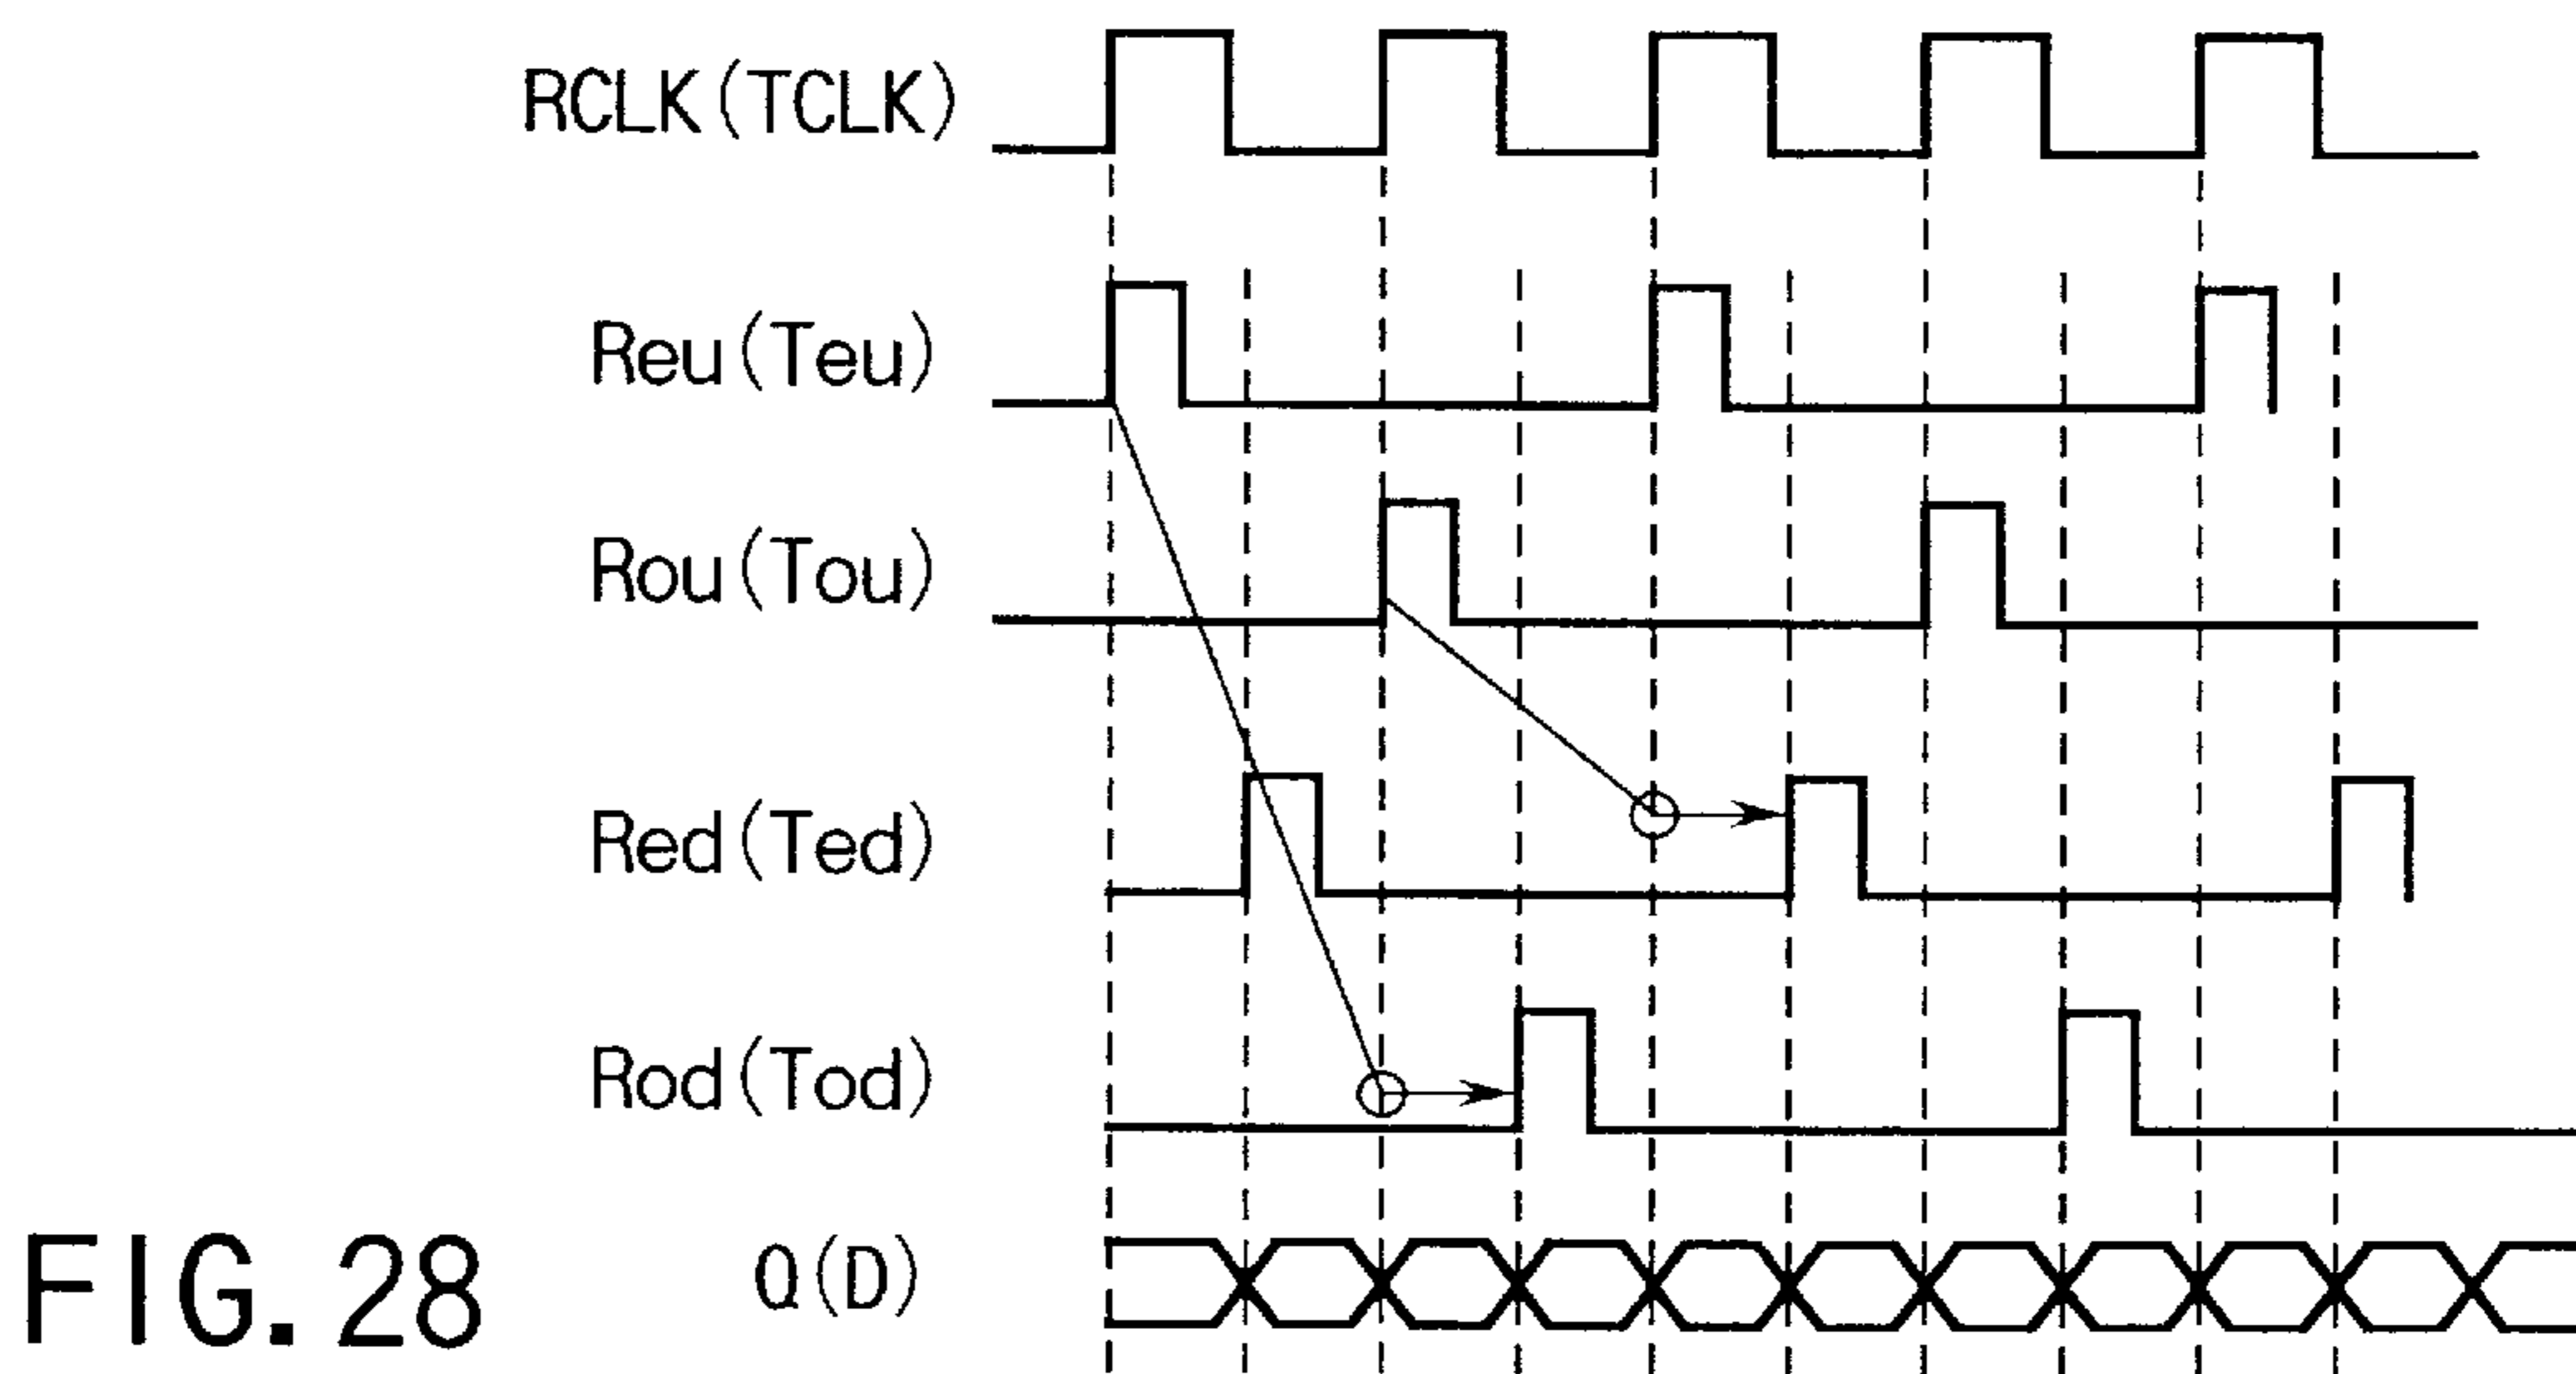 RCLK(TCLK)
Reu(Teu)
Rou(Tou)
Red(Ted)
Rod(Tod)
Q(D)
FIG.28